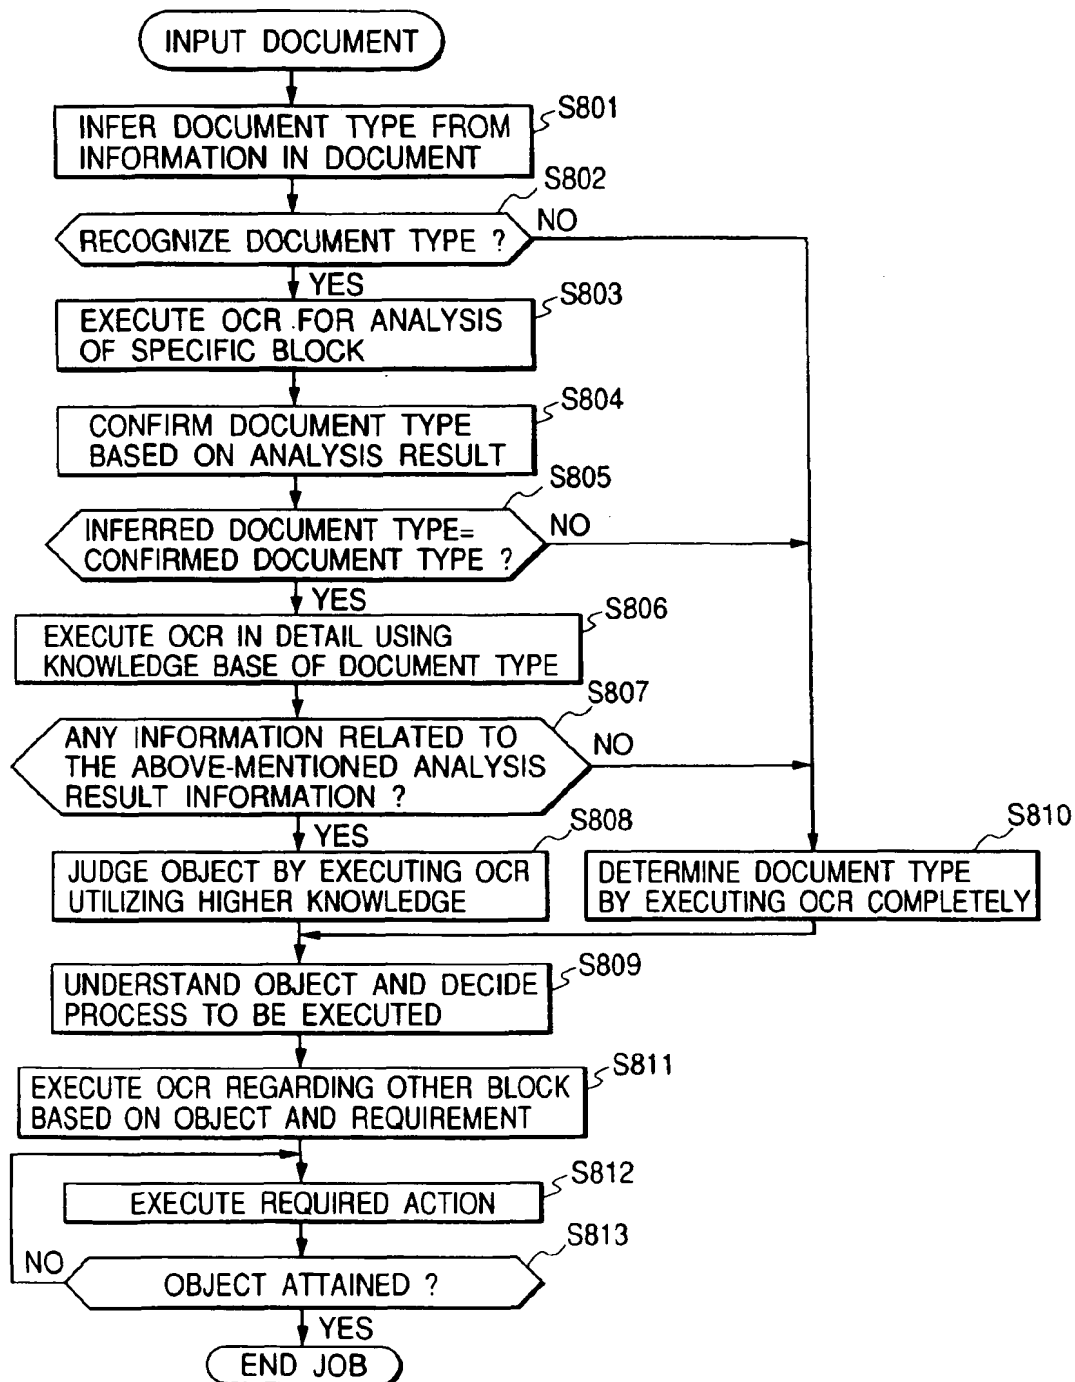 INPUT DOCUMENT
S801
INFER DOCUMENT TYPE FROM
INFORMATION IN DOCUMENT
S802
RECOGNIZE DOCUMENT TYPE ?
NO
YES
S803
EXECUTE OCR FOR ANALYSIS
OF SPECIFIC BLOCK
S804
CONFIRM DOCUMENT TYPE
BASED ON ANALYSIS RESULT
S805
INFERRED DOCUMENT TYPE=
CONFIRMED DOCUMENT TYPE ?
NO
YES
S806
EXECUTE OCR IN DETAIL USING
KNOWLEDGE BASE OF DOCUMENT TYPE
S807
ANY INFORMATION RELATED TO
THE ABOVE-MENTIONED ANALYSIS
RESULT INFORMATION ?
NO
YES
S808
JUDGE OBJECT BY EXECUTING OCR
UTILIZING HIGHER KNOWLEDGE
S810
DETERMINE DOCUMENT TYPE
BY EXECUTING OCR COMPLETELY
S809
UNDERSTAND OBJECT AND DECIDE
PROCESS TO BE EXECUTED
S811
EXECUTE OCR REGARDING OTHER BLOCK
BASED ON OBJECT AND REQUIREMENT
S812
EXECUTE REQUIRED ACTION
S813
OBJECT ATTAINED ?
NO
YES
END JOB